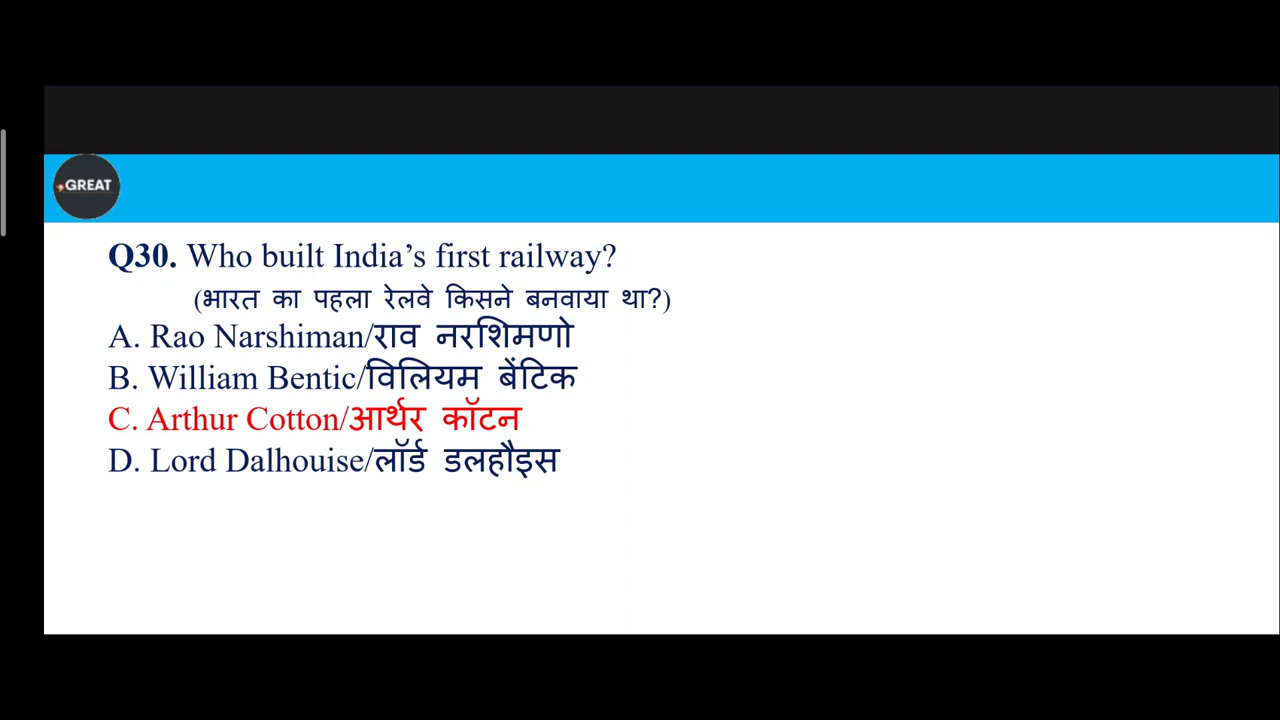 GREAT
Q30. Who built India’s first railway?
(भारत का पहला रेलवे किसने बनवाया था?)
A. Rao Narshiman/राव नरशिमणो
B. William Bentic/विलियम बेंटिक
C. Arthur Cotton/आर्थर कॉटन
D. Lord Dalhouise/लॉर्ड डलहौइस